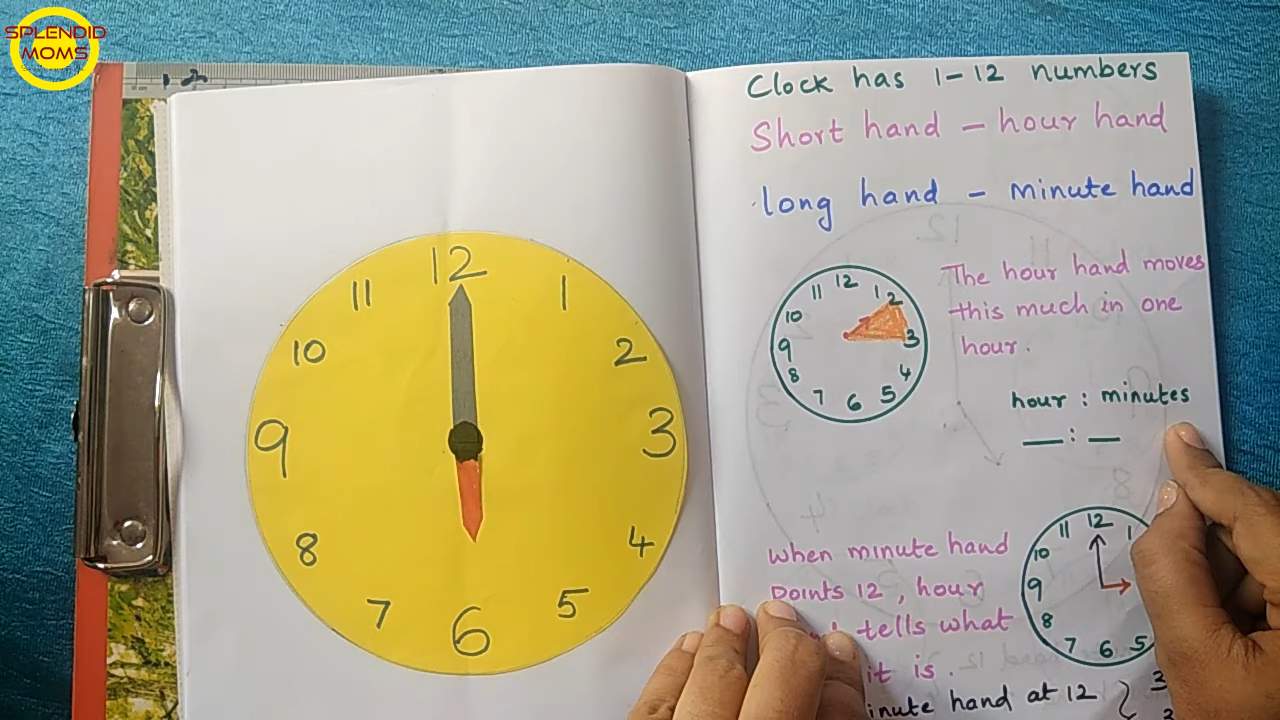 SPLENDID
MOMS
12
1
2
3
4
5
6
7
8
9
10
11
Clock has 1-12 numbers
Short hand - hour hand
long hand - minute hand
12
1
2
3
4
5
6
7
8
9
10
11
The hour hand moves
this much in one
hour.
hour : minutes
__ : __
when minute hand
points 12, hour
tells what
it is.
12
1
5
6
7
8
9
10
11
hand at 12 } 3